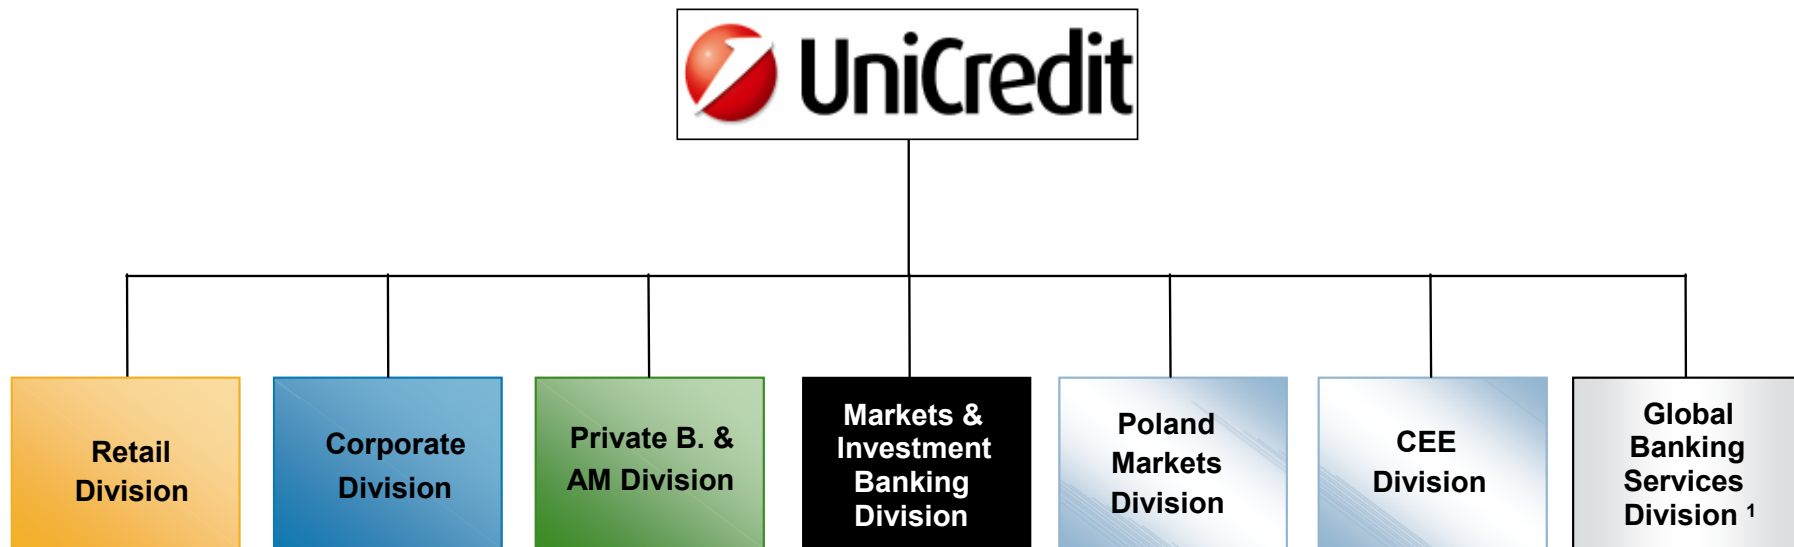 UniCredit
Retail
Division
Corporate
Division
Private B. &
AM Division
Markets &
Investment
Banking
Division
Poland
Markets
Division
CEE
Division
Global
Banking
Services
Division ¹